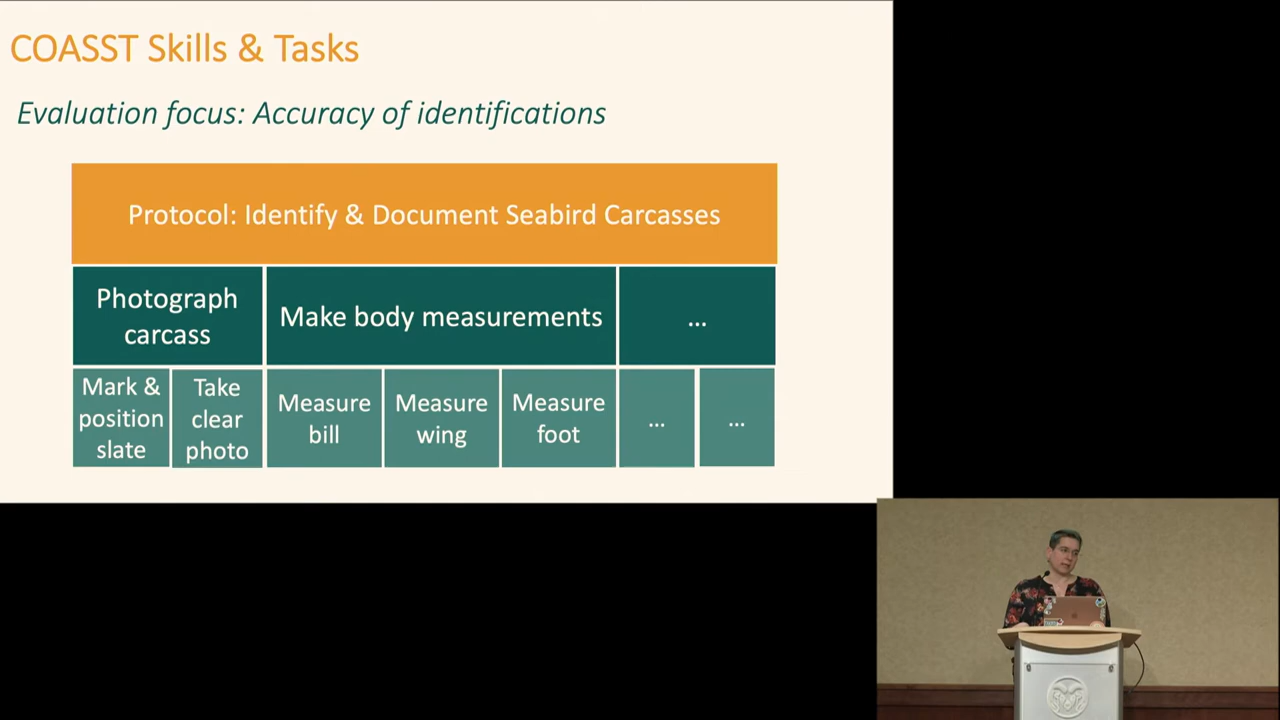 COASST Skills & Tasks
Evaluation focus: Accuracy of identifications
Protocol: Identify & Document Seabird Carcasses
Photograph
carcass
Make body measurements
...
Mark &
position
slate
Take
clear
photo
Measure
bill
Measure
wing
Measure
foot
...
...